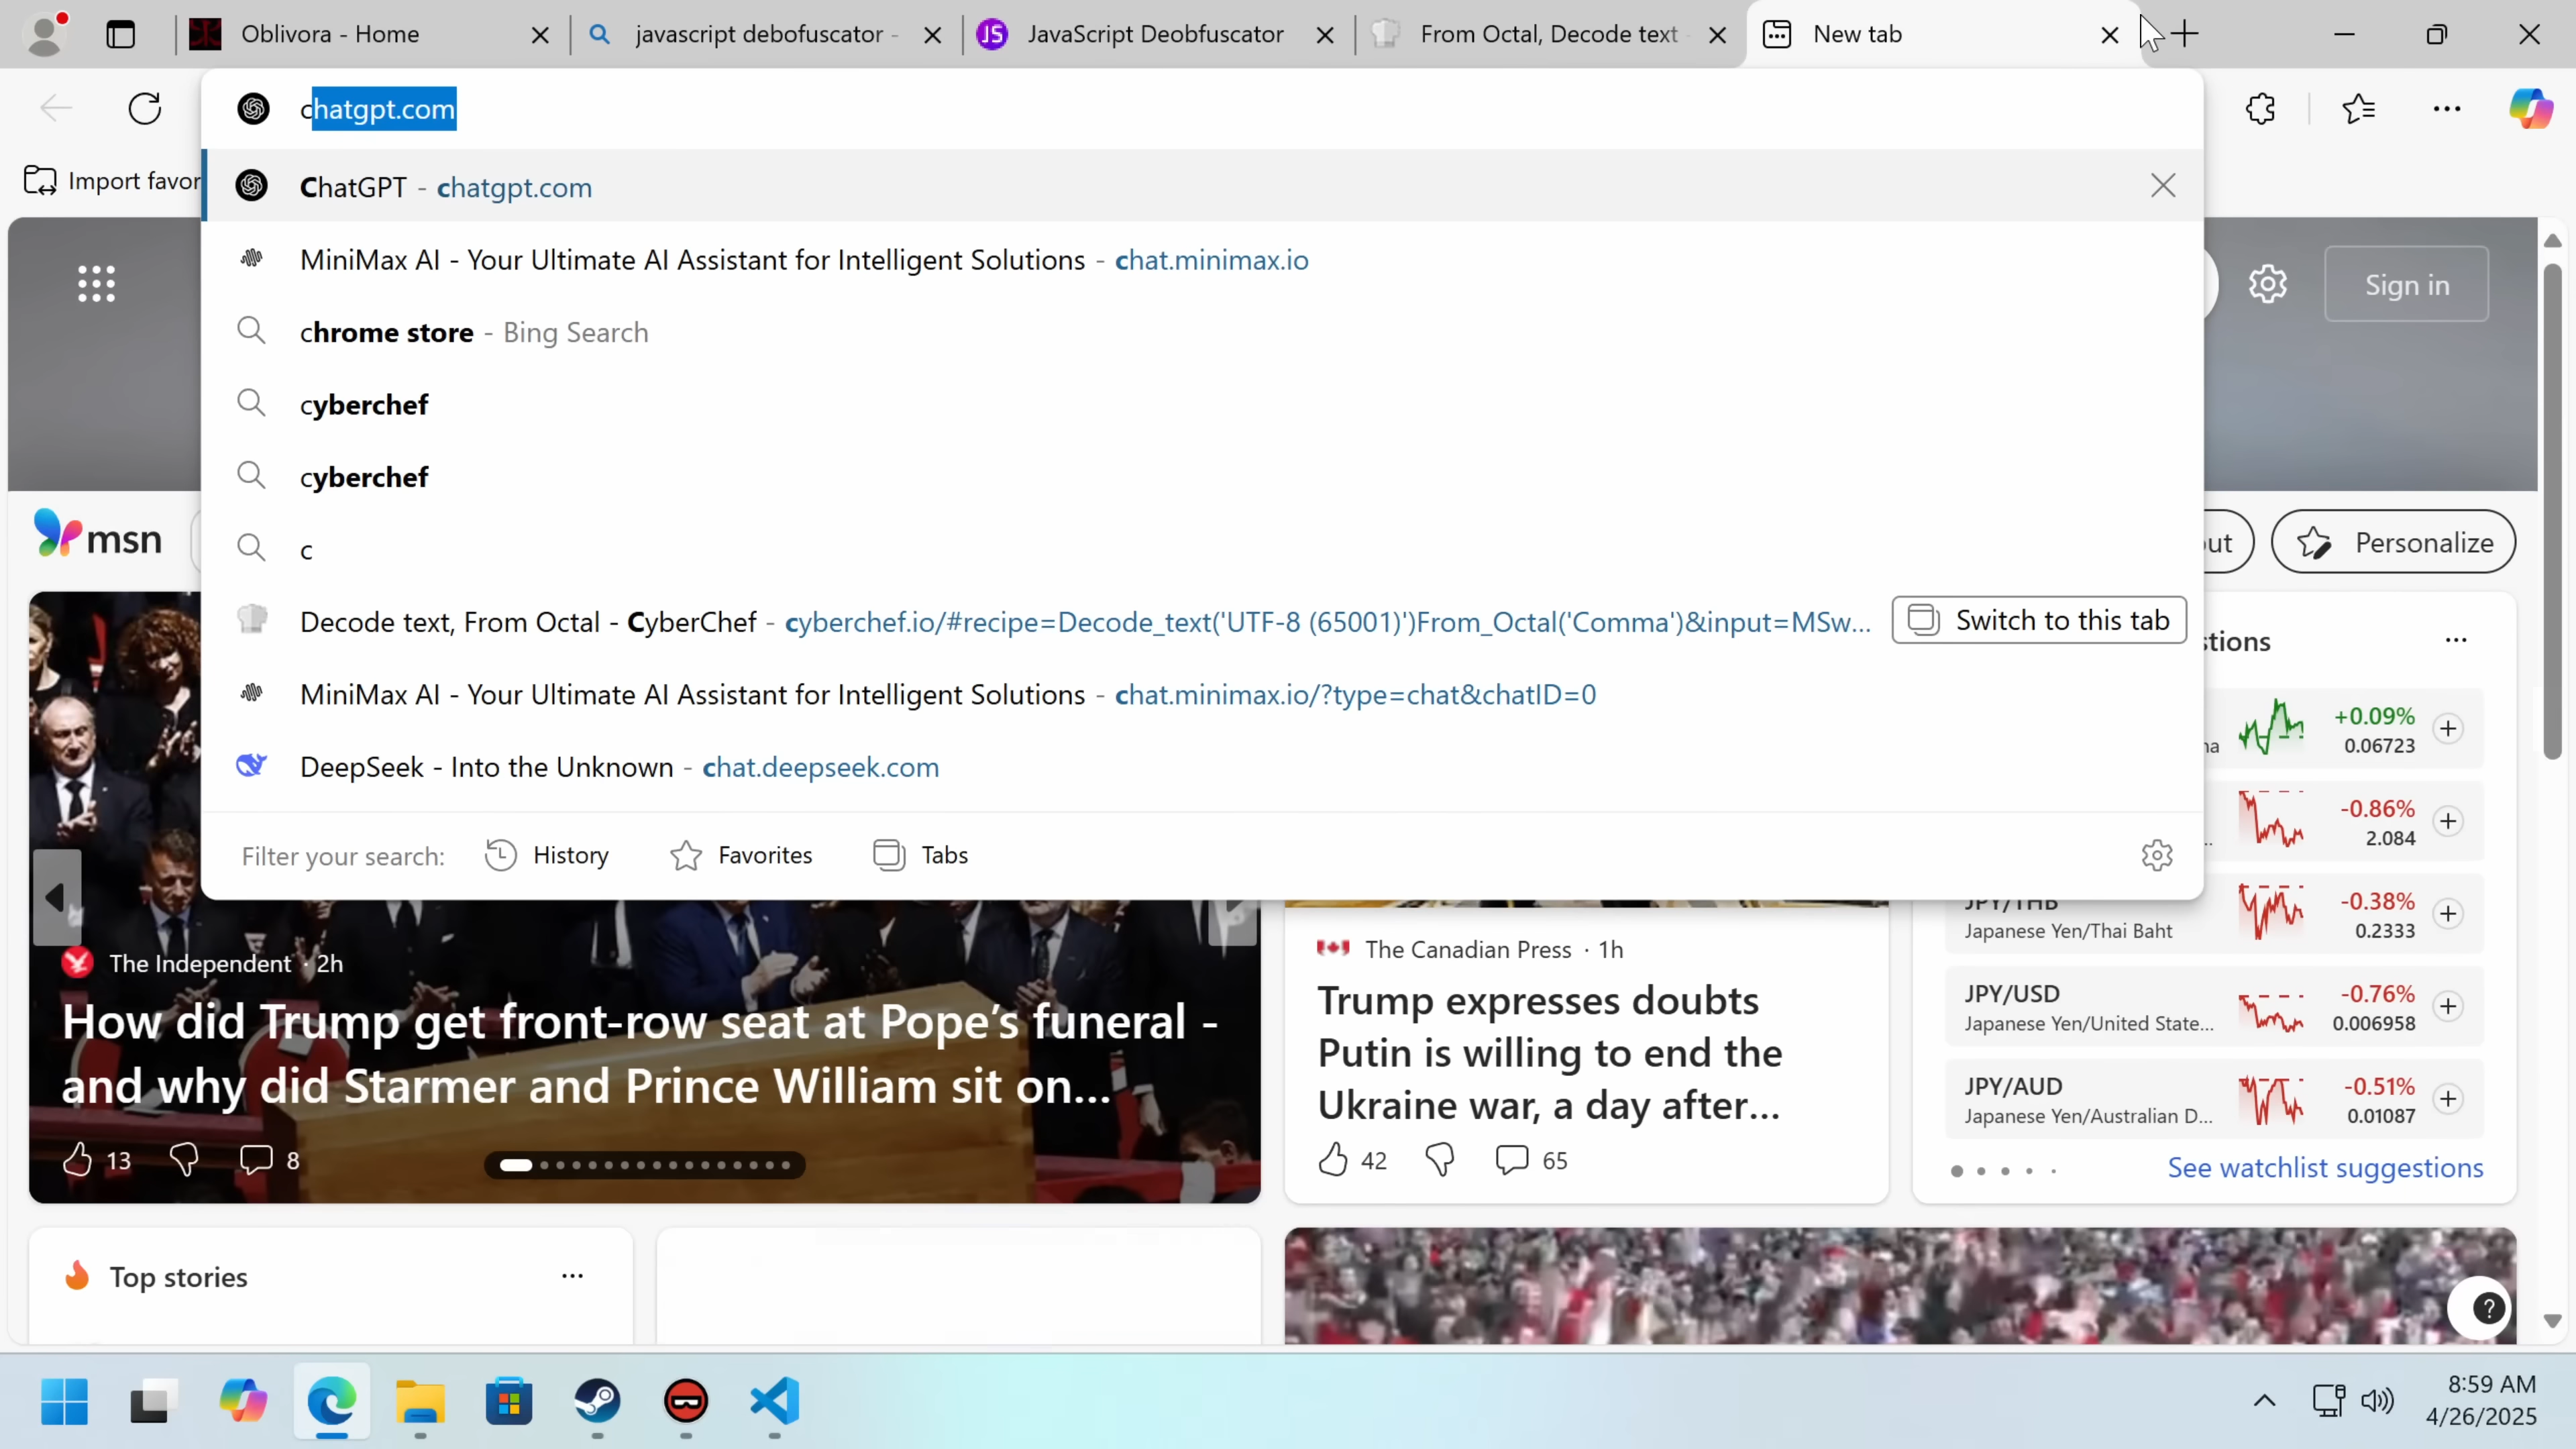 Oblivora - Home
javascript debofuscator -
JS
JavaScript Deobfuscator
From Octal, Decode text -
New tab
chatgpt.com
Import favor
ChatGPT - chatgpt.com
MiniMax AI - Your Ultimate AI Assistant for Intelligent Solutions - chat.minimax.io
chrome store - Bing Search
cyberchef
cyberchef
c
Decode text, From Octal - CyberChef - cyberchef.io/#recipe=Decode_text('UTF-8 (65001)')From_Octal('Comma')&input=MSw...
Switch to this tab
MiniMax AI - Your Ultimate AI Assistant for Intelligent Solutions - chat.minimax.io/?type=chat&chatID=0
DeepSeek - Into the Unknown - chat.deepseek.com
Filter your search:
History
Favorites
Tabs
Sign in
msn
out
Personalize
stions
...
na
+0.09%
0.06723
..
-0.86%
2.084
JPY/THB
Japanese Yen/Thai Baht
-0.38%
0.2333
JPY/USD
Japanese Yen/United State...
-0.76%
0.006958
JPY/AUD
Japanese Yen/Australian D...
-0.51%
0.01087
See watchlist suggestions
The Independent · 2h
How did Trump get front-row seat at Pope's funeral -
and why did Starmer and Prince William sit on...
13
8
The Canadian Press · 1h
Trump expresses doubts
Putin is willing to end the
Ukraine war, a day after...
42
65
Top stories
...
?
8:59 AM
4/26/2025